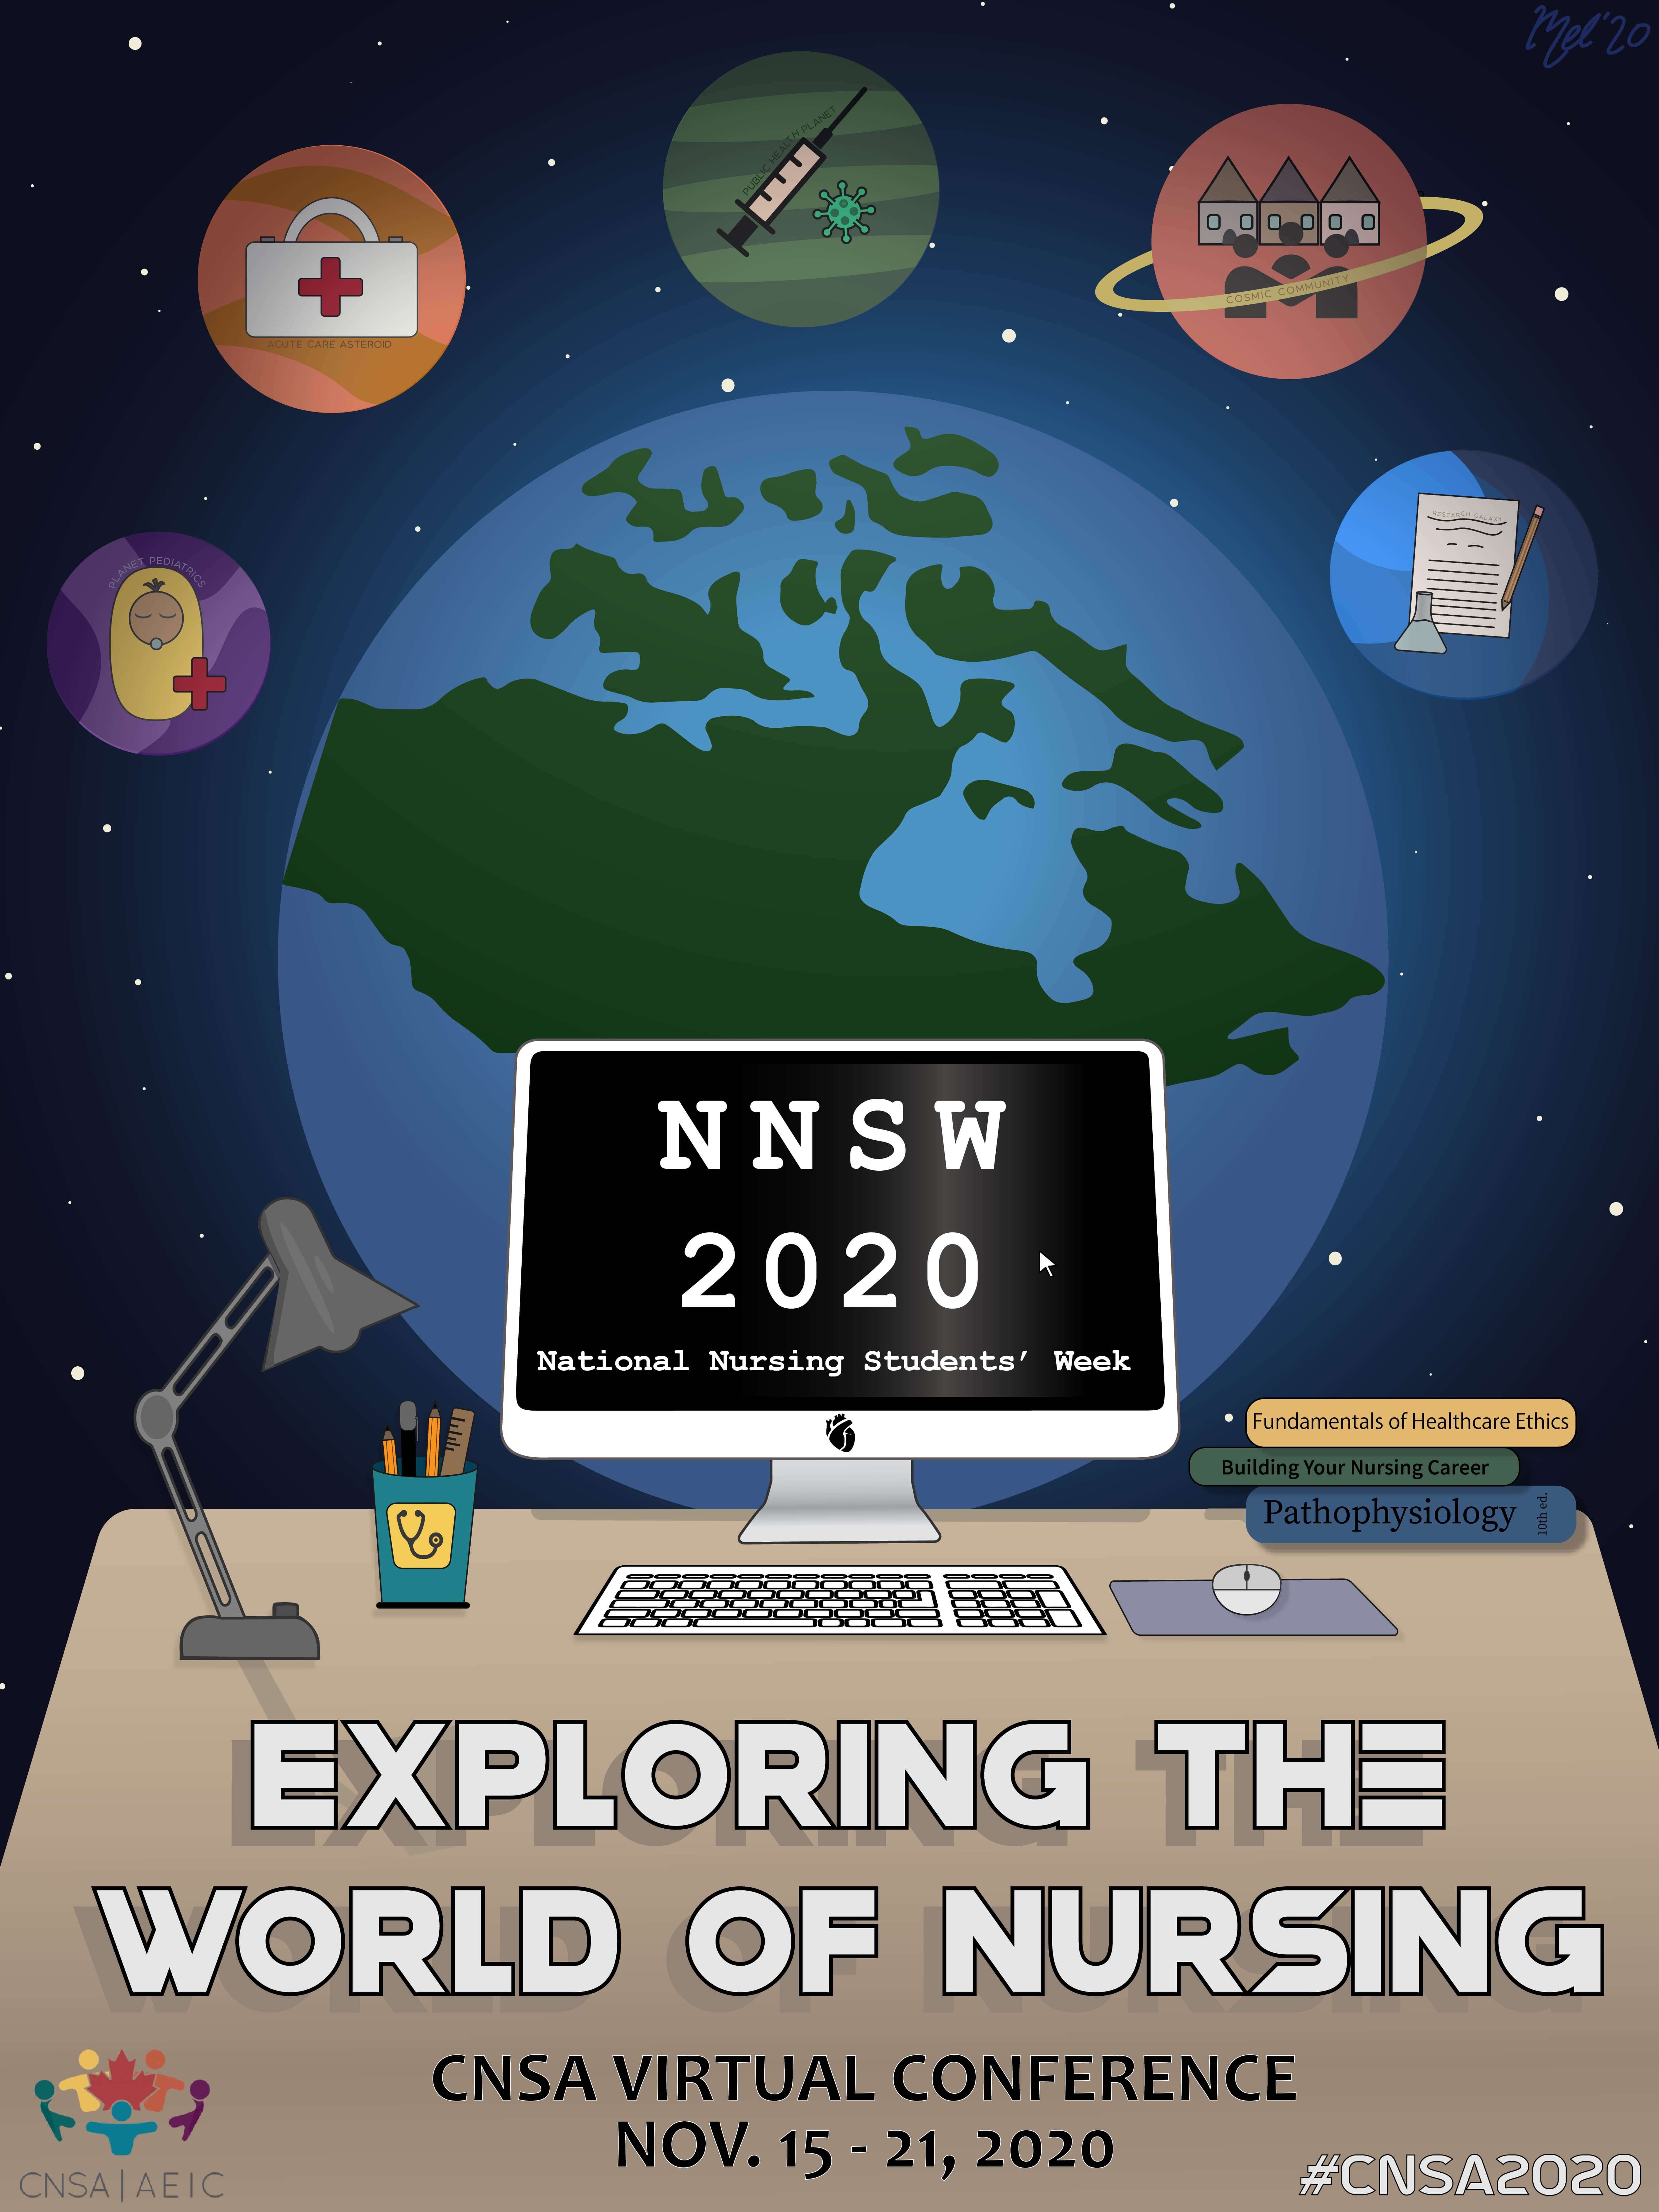 Mel'20
PUBLIC HEALTH PLANET
COSMIC COMMUNITY
ACUTE CARE ASTEROID
RESEARCH GALAXY
PLANET PEDIATRICS
NNSW
2020
National Nursing Students’ Week
Fundamentals of Healthcare Ethics
Building Your Nursing Career
Pathophysiology 10th ed.
EXPLORING THE
WORLD OF NURSING
CNSA VIRTUAL CONFERENCE
NOV. 15 - 21, 2020
CNSA|AEIC
#CNSA2020